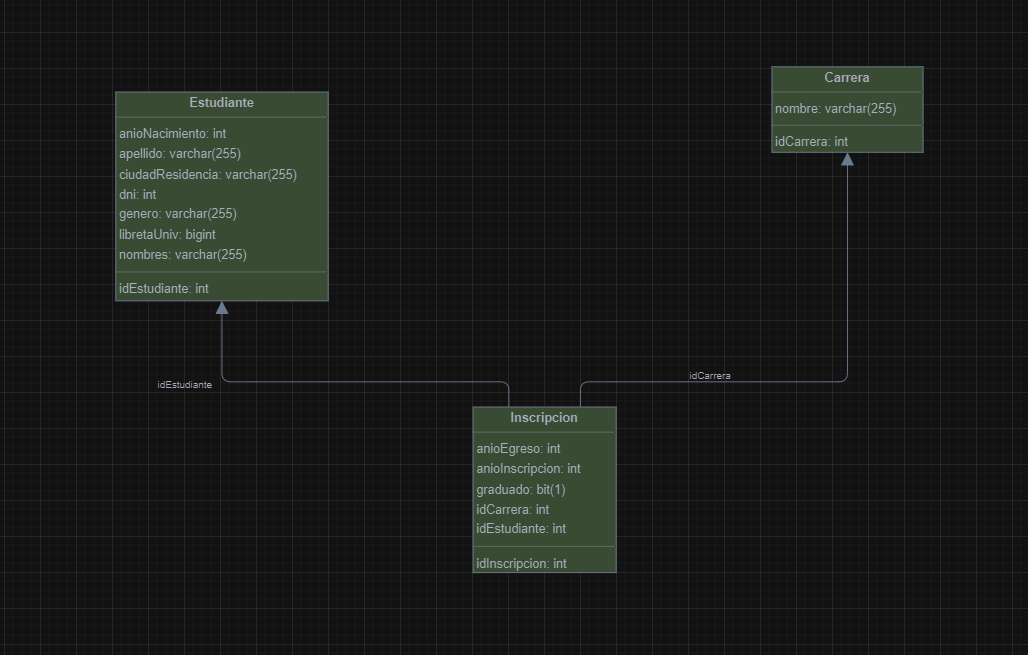 Carrera
nombre: varchar(255)
idCarrera: int
Estudiante
anioNacimiento: int
apellido: varchar(255)
ciudadResidencia: varchar(255)
dni: int
genero: varchar(255)
libretaUniv: bigint
nombres: varchar(255)
idEstudiante: int
idEstudiante
idCarrera
Inscripcion
anioEgreso: int
anioInscripcion: int
graduado: bit(1)
idCarrera: int
idEstudiante: int
idInscripcion: int